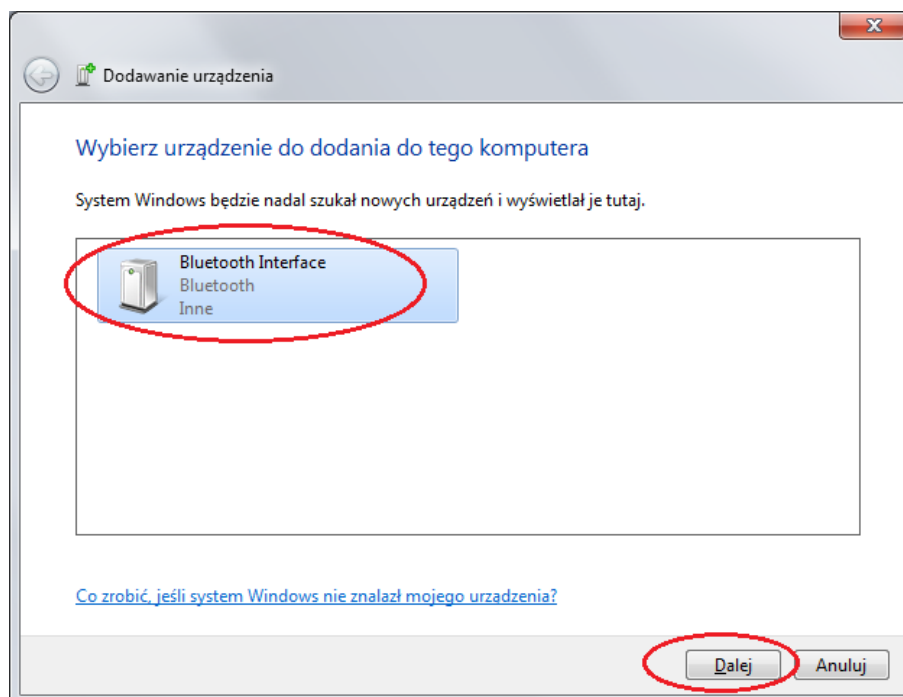 Dodawanie urządzenia
Wybierz urządzenie do dodania do tego komputera
System Windows będzie nadal szukał nowych urządzeń i wyświetlał je tutaj.
Bluetooth Interface
Bluetooth
Inne
Co zrobić, jeśli system Windows nie znalazł mojego urządzenia?
Dalej Anuluj